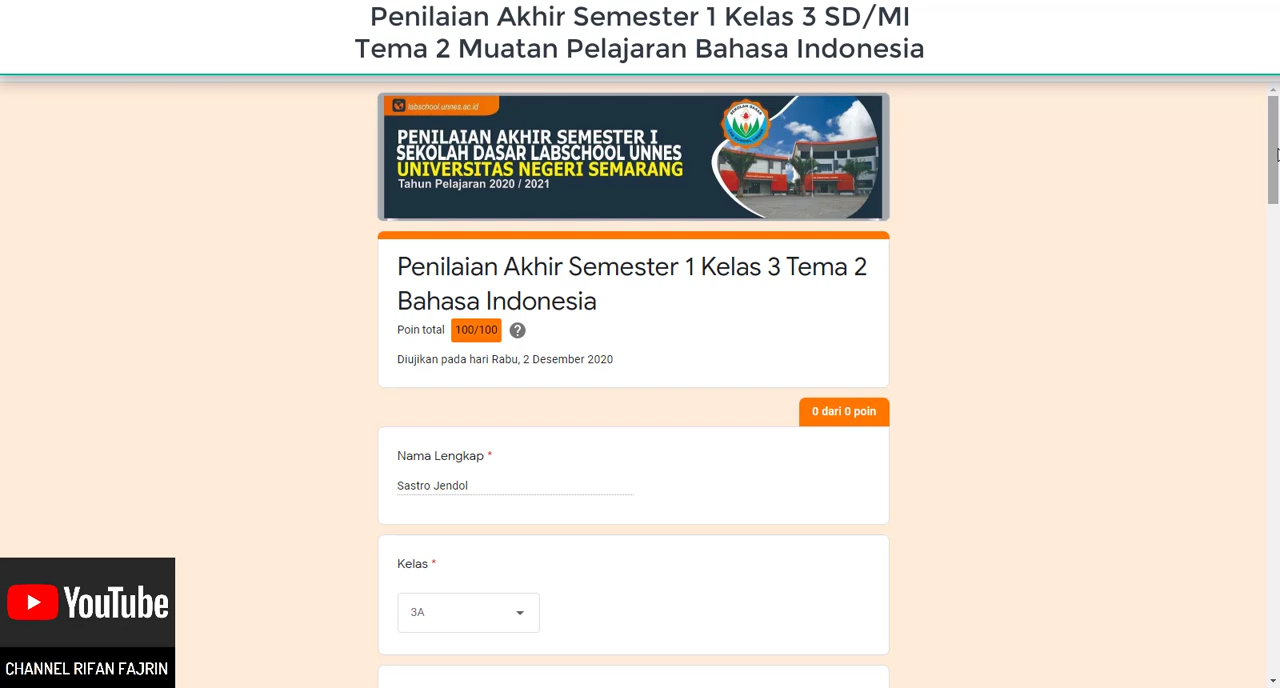 Penilaian Akhir Semester 1 Kelas 3 SD/MI
Tema 2 Muatan Pelajaran Bahasa Indonesia
labschool.unnes.ac.id
PENILAIAN AKHIR SEMESTER I
SEKOLAH DASAR LABSCHOOL UNNES
UNIVERSITAS NEGERI SEMARANG
Tahun Pelajaran 2020 / 2021
Penilaian Akhir Semester 1 Kelas 3 Tema 2
Bahasa Indonesia
Poin total 100/100 ?
Diujikan pada hari Rabu, 2 Desember 2020
0 dari 0 poin
Nama Lengkap *
Sastro Jendol
Kelas *
3A
YouTube
CHANNEL RIFAN FAJRIN